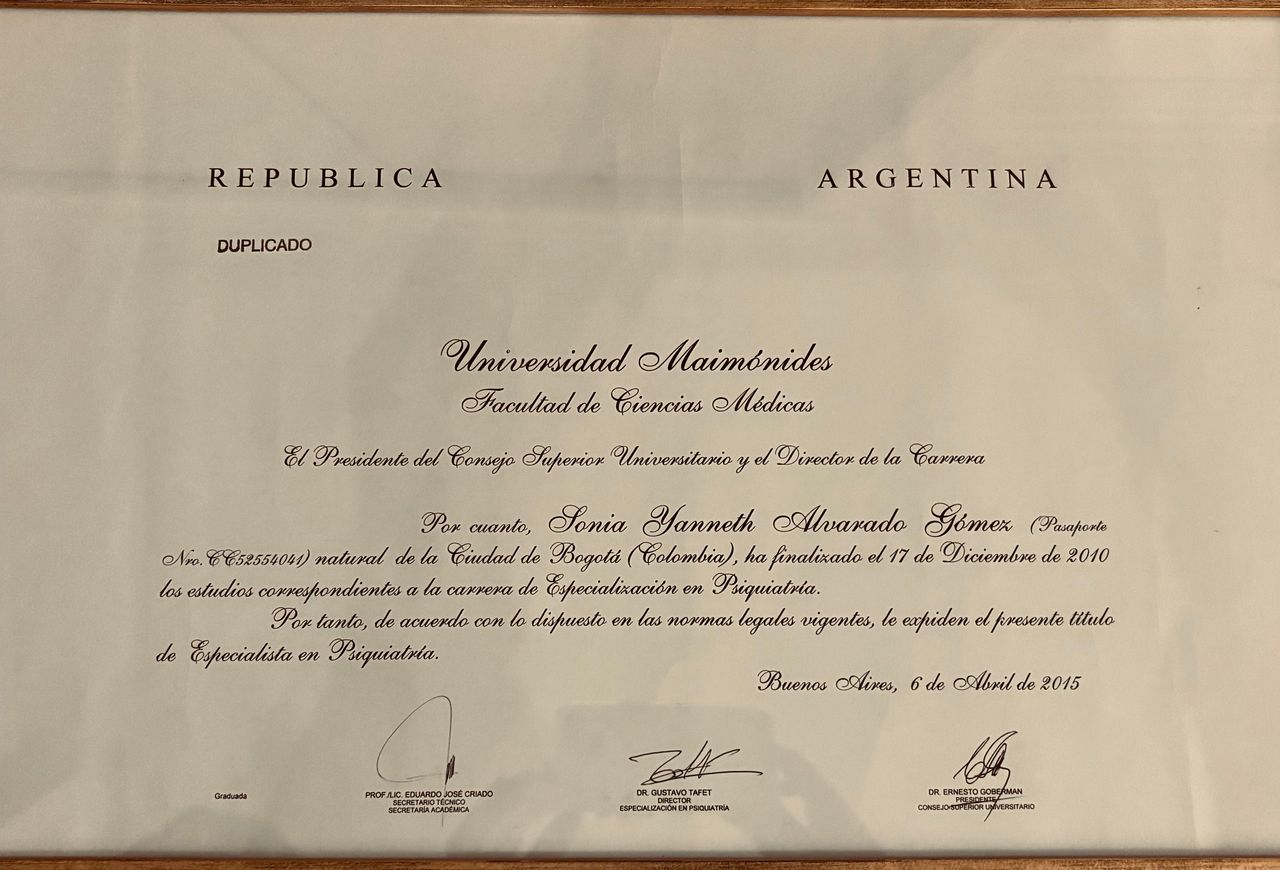 REPUBLICA ARGENTINA
DUPLICADO
Universidad Maimónides
Facultad de Ciencias Médicas
El Presidente del Consejo Superior Universitario y el Director de la Carrera
Por cuanto, Sonia Yanneth Alvarado Gómez (Pasaporte
Nro.CC52554041) natural de la Ciudad de Bogotá (Colombia), ha finalizado el 17 de Diciembre de 2010
los estudios correspondientes a la carrera de Especialización en Psiquiatría.
Por tanto, de acuerdo con lo dispuesto en las normas legales vigentes, le expiden el presente título
de Especialista en Psiquiatría.
Buenos Aires, 6 de Abril de 2015
Graduada
PROF./LIC. EDUARDO JOSÉ CRIADO
SECRETARIO TÉCNICO
SECRETARÍA ACADÉMICA
DR. GUSTAVO TAFET
DIRECTOR
ESPECIALIZACIÓN EN PSIQUIATRÍA
DR. ERNESTO GOBERMAN
PRESIDENTE
CONSEJO SUPERIOR UNIVERSITARIO